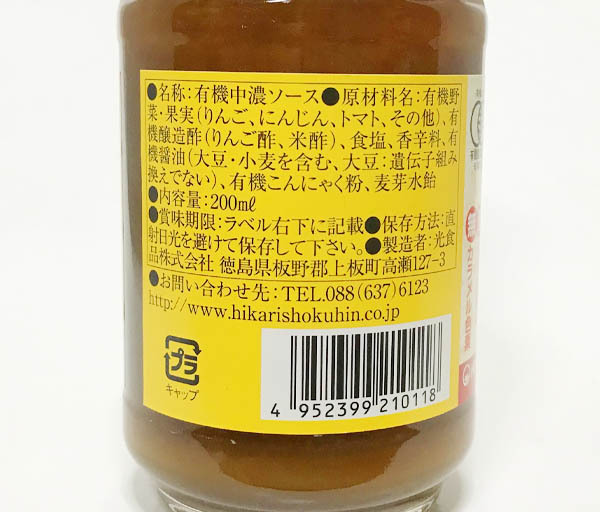 ●名称：有機中濃ソース●原材料名：有機野
菜・果実（りんご、にんじん、トマト、その他）、有
機醸造酢（りんご酢、米酢）、食塩、香辛料、有
機醤油（大豆・小麦を含む、大豆：遺伝子組み
換えでない）、有機こんにゃく粉、麦芽水飴
●内容量：200mℓ
●賞味期限：ラベル右下に記載●保存方法：直
射日光を避けて保存して下さい。●製造者：光食
品株式会社 徳島県板野郡上板町高瀬127-3
●お問い合わせ先：TEL.088（637）6123
http://www.hikarishokuhin.co.jp
プラ
キャップ
4 952399 210118
カラメル色素